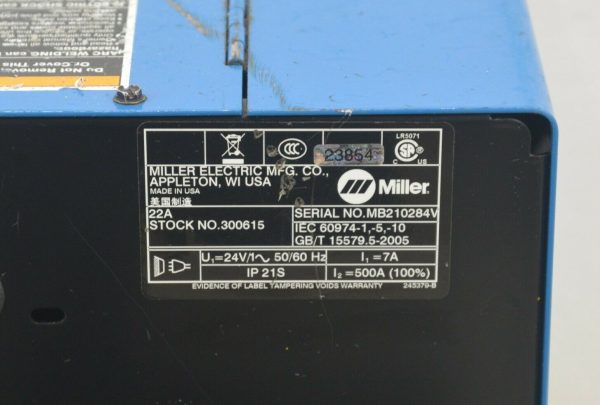 Do Not Remove,
Or Cover This
LR5071
CCC
23854
SA
C US
MILLER ELECTRIC MFG. CO.,
APPLETON, WI USA
MADE IN USA
美国制造
Miller
22A
STOCK NO.300615
SERIAL NO.MB210284V
IEC 60974-1,-5,-10
GB/T 15579.5-2005
U1=24V/1~ 50/60 Hz
I1=7A
IP 21S
I2=500A (100%)
EVIDENCE OF LABEL TAMPERING VOIDS WARRANTY
245379-B